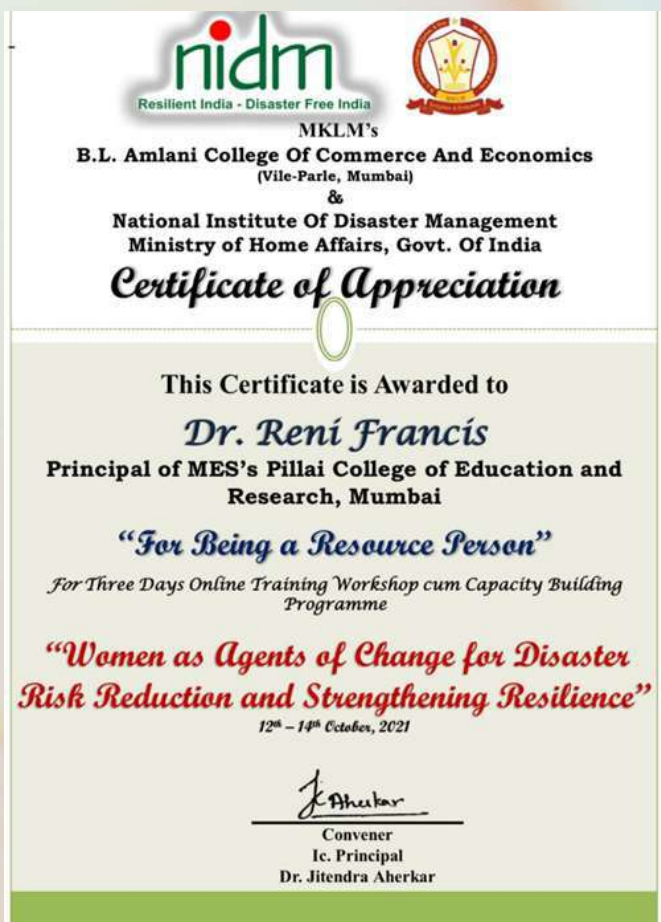 nidm
Resilient India - Disaster Free India
MKLM's
B.L. Amlani College Of Commerce And Economics
(Vile-Parle, Mumbai)
&
National Institute Of Disaster Management
Ministry of Home Affairs, Govt. Of India
Certificate of Appreciation
This Certificate is Awarded to
Dr. Reni Francis
Principal of MES's Pillai College of Education and
Research, Mumbai
“For Being a Resource Person”
For Three Days Online Training Workshop cum Capacity Building
Programme
“Women as Agents of Change for Disaster
Risk Reduction and Strengthening Resilience”
12th – 14th October, 2021
JAherkar
Convener
Ic. Principal
Dr. Jitendra Aherkar